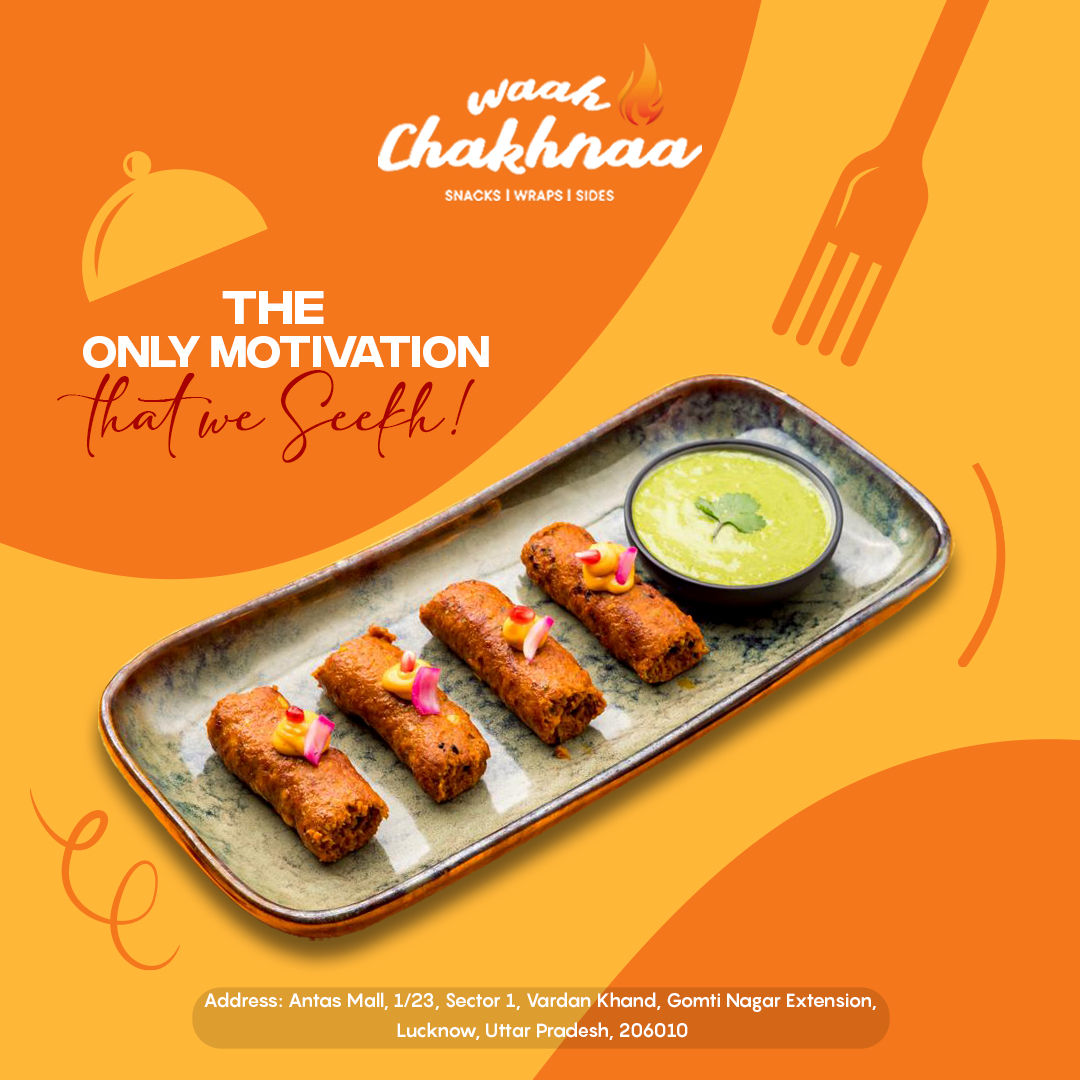 waah
Chakhnaa
SNACKS | WRAPS | SIDES
THE
ONLY MOTIVATION
that we Seekh!
Address: Antas Mall, 1/23, Sector 1, Vardan Khand, Gomti Nagar Extension,
Lucknow, Uttar Pradesh, 206010